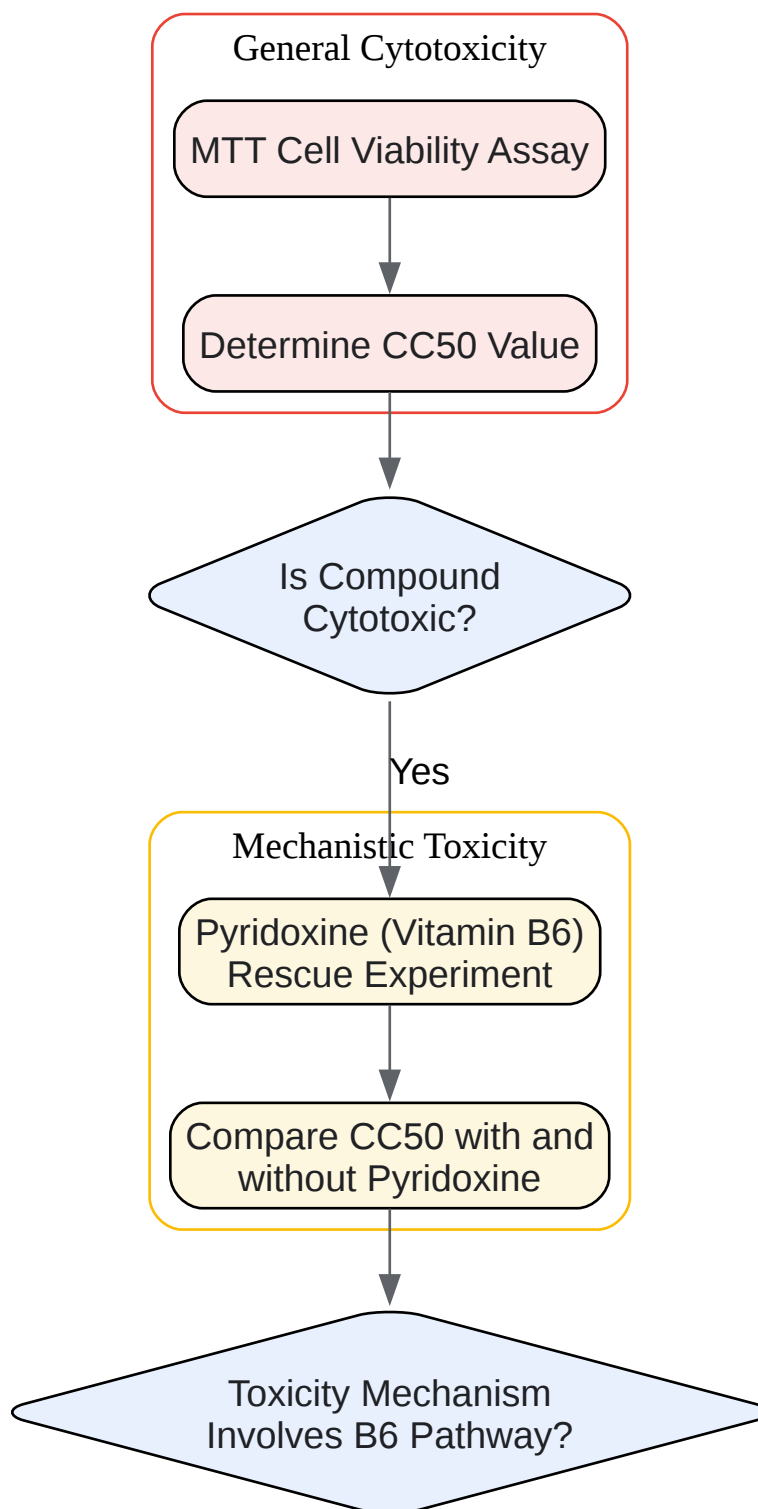 General Cytotoxicity
MTT Cell Viability Assay
Determine CC50 Value
Is Compound
Cytotoxic?
Yes
Mechanistic Toxicity
Pyridoxine (Vitamin B6)
Rescue Experiment
Compare CC50 with and
without Pyridoxine
Toxicity Mechanism
Involves B6 Pathway?